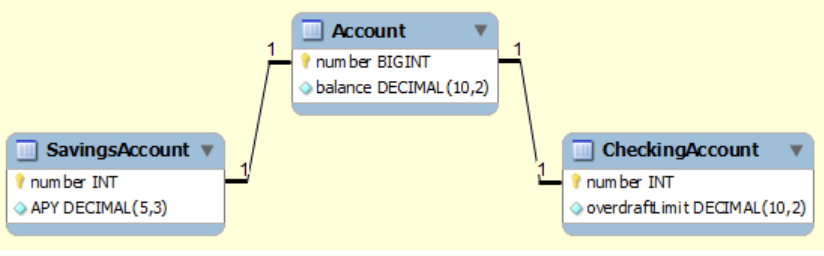 Account
1
1
number BIGINT
balance DECIMAL(10,2)
SavingsAccount
1
number INT
APY DECIMAL(5,3)
CheckingAccount
1
number INT
overdraftLimit DECIMAL(10,2)